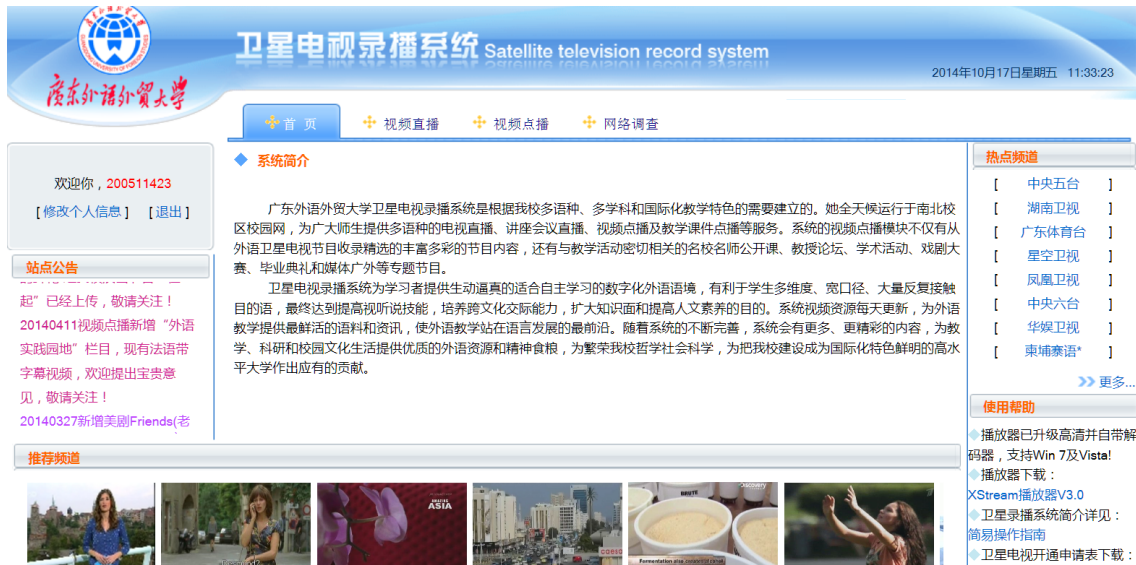 广东外语外贸大学
卫星电视录播系统 Satellite television record system
2014年10月17日星期五 11:33:23
首 页
视频直播
视频点播
网络调查
欢迎你，200511423
[修改个人信息] [退出]
站点公告
起”已经上传，敬请关注！
20140411视频点播新增“外语
实践园地”栏目，现有法语带
字幕视频，欢迎提出宝贵意
见，敬请关注！
20140327新增美剧Friends(老
系统简介
广东外语外贸大学卫星电视录播系统是根据我校多语种、多学科和国际化教学特色的需要建立的。她全天候运行于南北校
区校园网，为广大师生提供多语种的电视直播、讲座会议直播、视频点播及教学课件点播等服务。系统的视频点播模块不仅有从
外语卫星电视节目收录精选的丰富多彩的节目内容，还有与教学活动密切相关的名校名师公开课、教授论坛、学术活动、戏剧大
赛、毕业典礼和媒体广外等专题节目。
卫星电视录播系统为学习者提供生动逼真的适合自主学习的数字化外语语境，有利于学生多维度、宽口径、大量反复接触
目的语，最终达到提高视听说技能，培养跨文化交际能力，扩大知识面和提高人文素养的目的。系统视频资源每天更新，为外语
教学提供最鲜活的语料和资讯，使外语教学站在语言发展的最前沿。随着系统的不断完善，系统会有更多、更精彩的内容，为教
学、科研和校园文化生活提供优质的外语资源和精神食粮，为繁荣我校哲学社会科学，为把我校建设成为国际化特色鲜明的高水
平大学作出应有的贡献。
热点频道
[ 中央五台 ]
[ 湖南卫视 ]
[ 广东体育台 ]
[ 星空卫视 ]
[ 凤凰卫视 ]
[ 中央六台 ]
[ 华娱卫视 ]
[ 柬埔寨语* ]
更多...
使用帮助
播放器已升级高清并自带解
码器，支持Win 7及Vista!
播放器下载：
XStream播放器V3.0
卫星录播系统简介详见：
简易操作指南
卫星电视开通申请表下载：
推荐频道
ASIA
Discovery
BRUTE